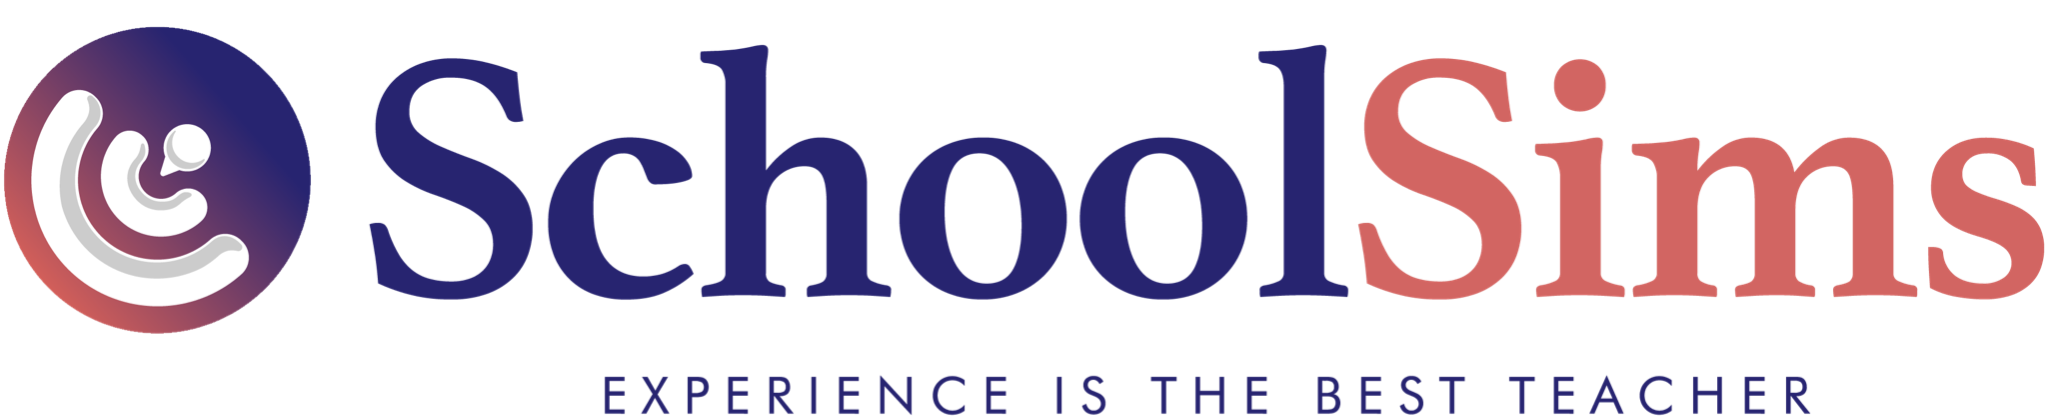 SchoolSims
EXPERIENCE IS THE BEST TEACHER